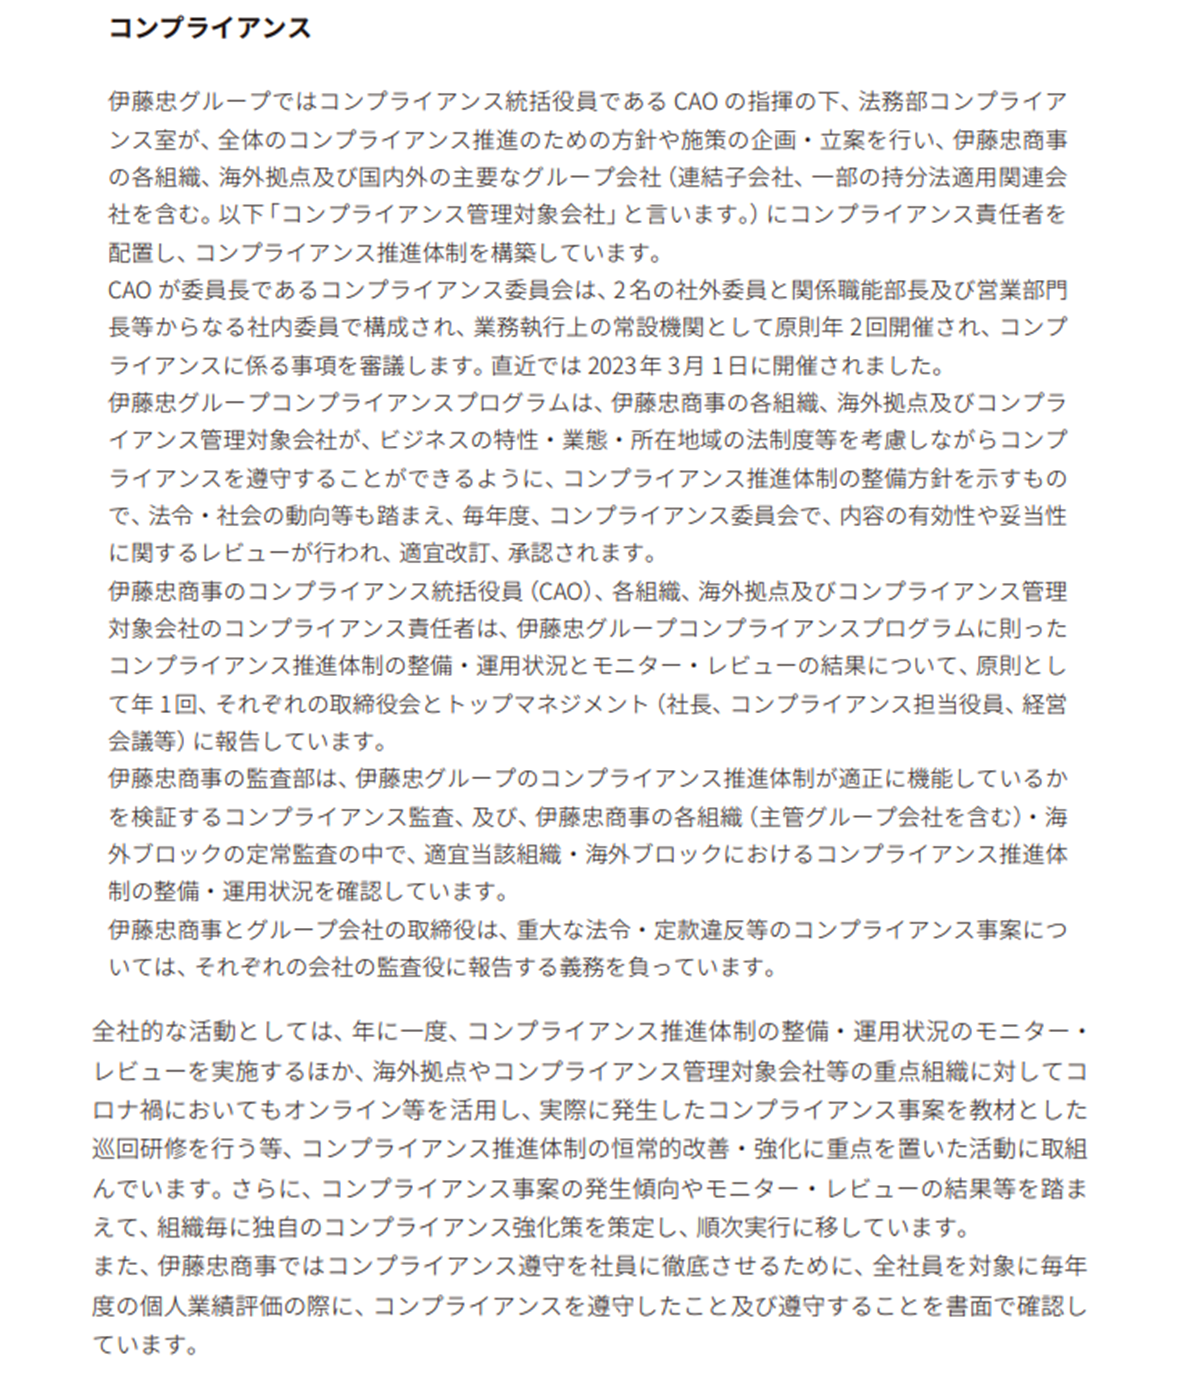 コンプライアンス
伊藤忠グループではコンプライアンス統括役員である CAO の指揮の下、法務部コンプライア
ンス室が、全体のコンプライアンス推進のための方針や施策の企画・立案を行い、伊藤忠商事
の各組織、海外拠点及び国内外の主要なグループ会社（連結子会社、一部の持分法適用関連会
社を含む。以下「コンプライアンス管理対象会社」と言います。）にコンプライアンス責任者を
配置し、コンプライアンス推進体制を構築しています。
CAO が委員長であるコンプライアンス委員会は、2名の社外委員と関係職能部長及び営業部門
長等からなる社内委員で構成され、業務執行上の常設機関として原則年 2回開催され、コンプ
ライアンスに係る事項を審議します。直近では 2023年 3月 1日に開催されました。
伊藤忠グループコンプライアンスプログラムは、伊藤忠商事の各組織、海外拠点及びコンプラ
イアンス管理対象会社が、ビジネスの特性・業態・所在地域の法制度等を考慮しながらコンプ
ライアンスを遵守することができるように、コンプライアンス推進体制の整備方針を示すもの
で、法令・社会の動向等も踏まえ、毎年度、コンプライアンス委員会で、内容の有効性や妥当性
に関するレビューが行われ、適宜改訂、承認されます。
伊藤忠商事のコンプライアンス統括役員（CAO）、各組織、海外拠点及びコンプライアンス管理
対象会社のコンプライアンス責任者は、伊藤忠グループコンプライアンスプログラムに則った
コンプライアンス推進体制の整備・運用状況とモニター・レビューの結果について、原則とし
て年 1回、それぞれの取締役会とトップマネジメント（社長、コンプライアンス担当役員、経営
会議等）に報告しています。
伊藤忠商事の監査部は、伊藤忠グループのコンプライアンス推進体制が適正に機能しているか
を検証するコンプライアンス監査、及び、伊藤忠商事の各組織（主管グループ会社を含む）・海
外ブロックの定常監査の中で、適宜当該組織・海外ブロックにおけるコンプライアンス推進体
制の整備・運用状況を確認しています。
伊藤忠商事とグループ会社の取締役は、重大な法令・定款違反等のコンプライアンス事案につ
いては、それぞれの会社の監査役に報告する義務を負っています。
全社的な活動としては、年に一度、コンプライアンス推進体制の整備・運用状況のモニター・
レビューを実施するほか、海外拠点やコンプライアンス管理対象会社等の重点組織に対してコ
ロナ禍においてもオンライン等を活用し、実際に発生したコンプライアンス事案を教材とした
巡回研修を行う等、コンプライアンス推進体制の恒常的改善・強化に重点を置いた活動に取組
んでいます。さらに、コンプライアンス事案の発生傾向やモニター・レビューの結果等を踏ま
えて、組織毎に独自のコンプライアンス強化策を策定し、順次実行に移しています。
また、伊藤忠商事ではコンプライアンス遵守を社員に徹底させるために、全社員を対象に毎年
度の個人業績評価の際に、コンプライアンスを遵守したこと及び遵守することを書面で確認し
ています。